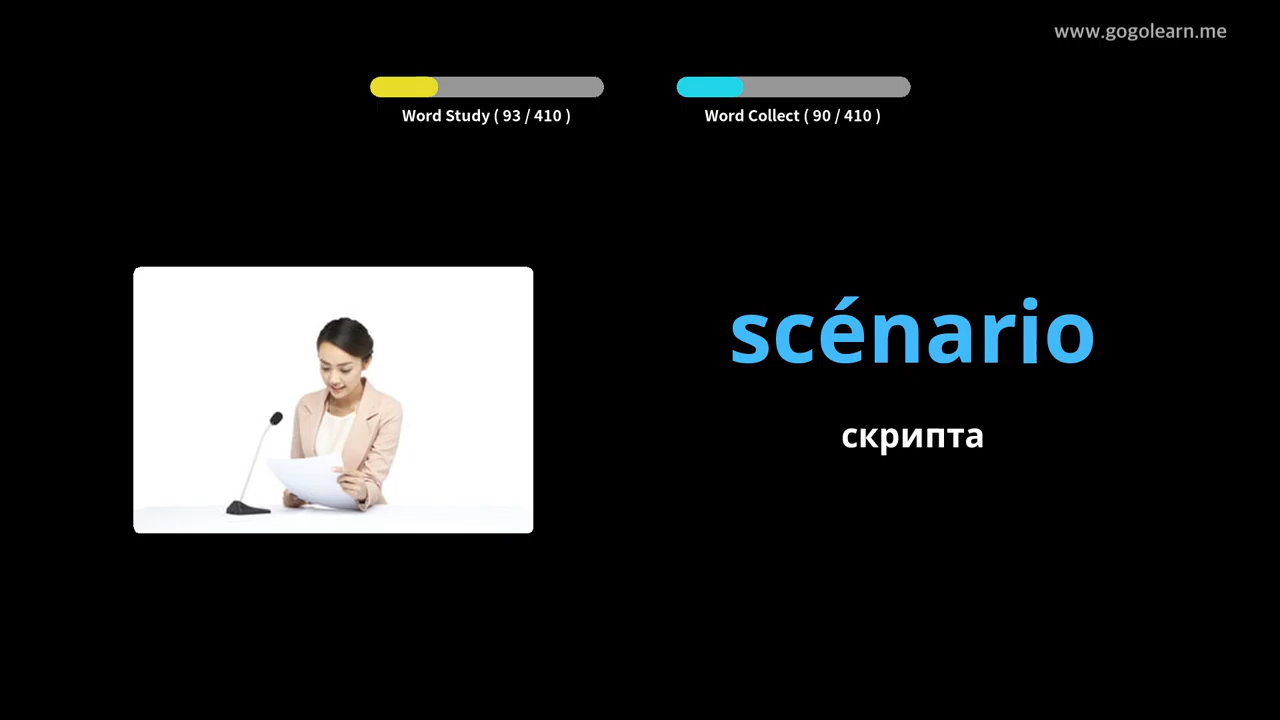 www.gogolearn.me
Word Study ( 93 / 410 )
Word Collect ( 90 / 410 )
scénario
скрипта